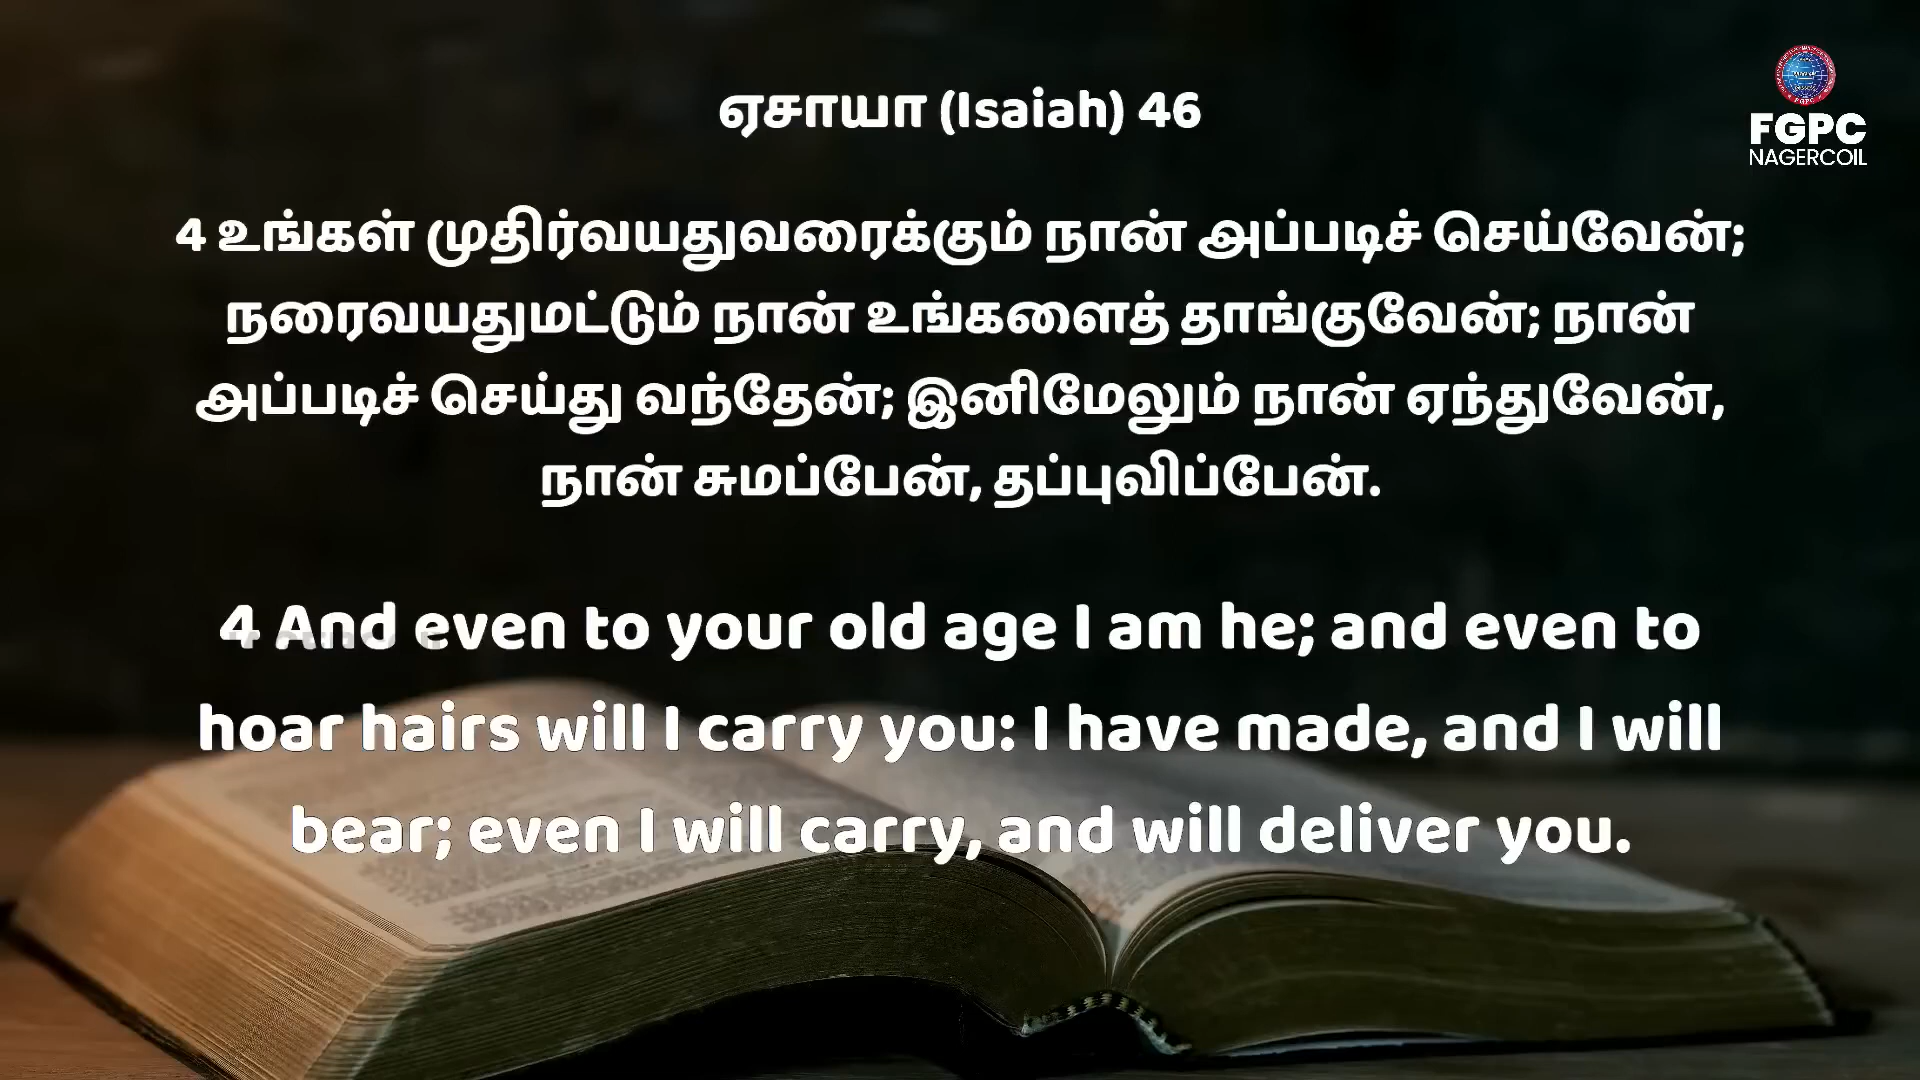 ஏசாயா (Isaiah) 46
FGPC
NAGERCOIL
4 உங்கள் முதிர்வயதுவரைக்கும் நான் அப்படிச் செய்வேன்;
நரைவயதுமட்டும் நான் உங்களைத் தாங்குவேன்; நான்
அப்படிச் செய்து வந்தேன்; இனிமேலும் நான் ஏந்துவேன்,
நான் சுமப்பேன், தப்புவிப்பேன்.
4 And even to your old age I am he; and even to
hoar hairs will I carry you: I have made, and I will
bear; even I will carry, and will deliver you.